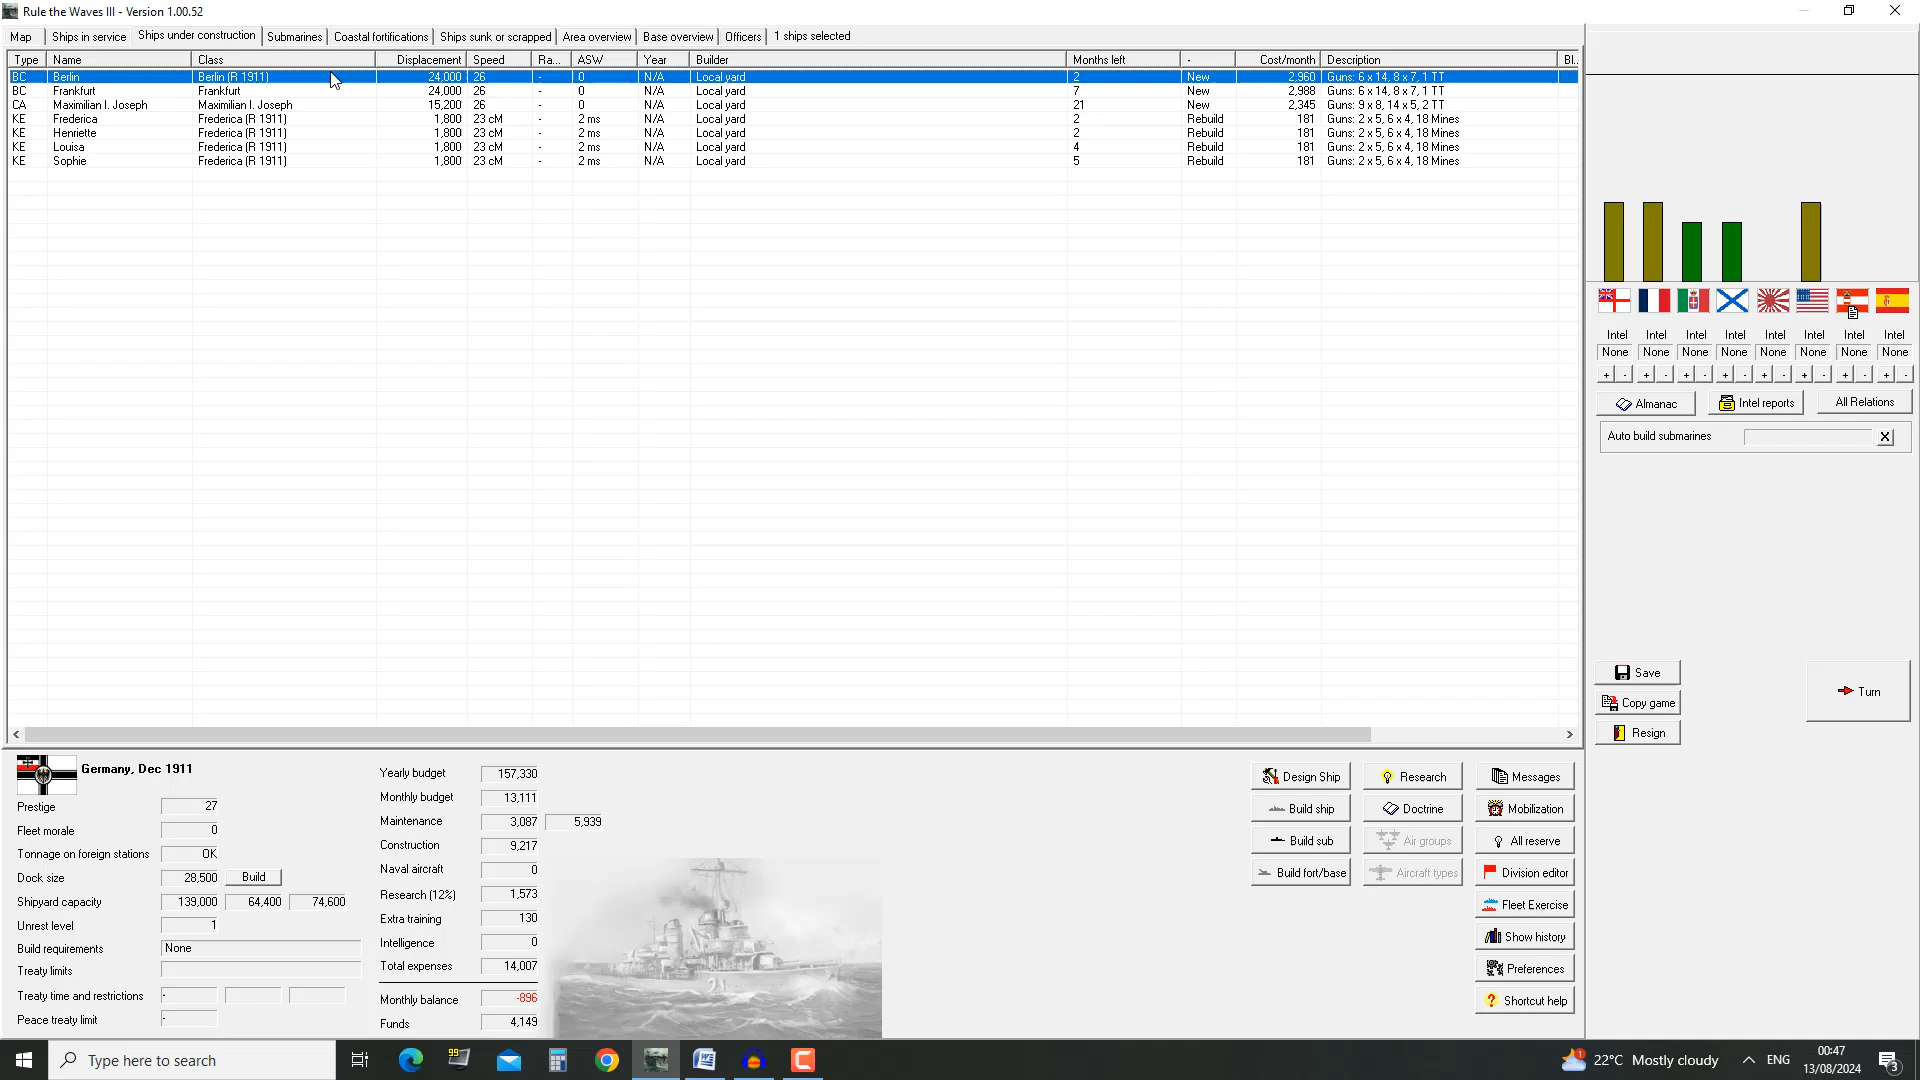 Rule the Waves III - Version 1.00.52
Map Ships in service Ships under construction Submarines Coastal fortifications Ships sunk or scrapped Area overview Base overview Officers 1 ships selected
Type Name Class Displacement Speed Ra... ASW Year Builder Months left - Cost/month Description Bl..
BC Berlin Berlin (R 1911) 24,000 26 - 0 N/A Local yard 2 New 2,960 Guns: 6 x 14, 8 x 7, 1 TT
BC Frankfurt Frankfurt 24,000 26 - 0 N/A Local yard 7 New 2,988 Guns: 6 x 14, 8 x 7, 1 TT
CA Maximilian I. Joseph Maximilian I. Joseph 15,200 26 - 0 N/A Local yard 21 New 2,345 Guns: 9 x 8, 14 x 5, 2 TT
KE Frederica Frederica (R 1911) 1,800 23 cM - 2 ms N/A Local yard 2 Rebuild 181 Guns: 2 x 5, 6 x 4, 18 Mines
KE Henriette Frederica (R 1911) 1,800 23 cM - 2 ms N/A Local yard 2 Rebuild 181 Guns: 2 x 5, 6 x 4, 18 Mines
KE Louisa Frederica (R 1911) 1,800 23 cM - 2 ms N/A Local yard 4 Rebuild 181 Guns: 2 x 5, 6 x 4, 18 Mines
KE Sophie Frederica (R 1911) 1,800 23 cM - 2 ms N/A Local yard 5 Rebuild 181 Guns: 2 x 5, 6 x 4, 18 Mines
Intel Intel Intel Intel Intel Intel Intel Intel
None None None None None None None None
+ - + - + - + - + - + - + - + -
Almanac Intel reports All Relations
Auto build submarines X
Save
Copy game
Resign
Turn
Germany, Dec 1911
Prestige 27
Fleet morale 0
Tonnage on foreign stations OK
Dock size 28,500 Build
Shipyard capacity 139,000 64,400 74,600
Unrest level 1
Build requirements None
Treaty limits
Treaty time and restrictions -
Peace treaty limit -
Yearly budget 157,330
Monthly budget 13,111
Maintenance 3,087 5,939
Construction 9,217
Naval aircraft 0
Research (12%) 1,573
Extra training 130
Intelligence 0
Total expenses 14,007
Monthly balance -896
Funds 4,149
Design Ship Research Messages
Build ship Doctrine Mobilization
Build sub Air groups All reserve
Build fort/base Aircraft types Division editor
Fleet Exercise
Show history
Preferences
Shortcut help
Type here to search
99
22°C Mostly cloudy ENG 00:47
13/08/2024
3